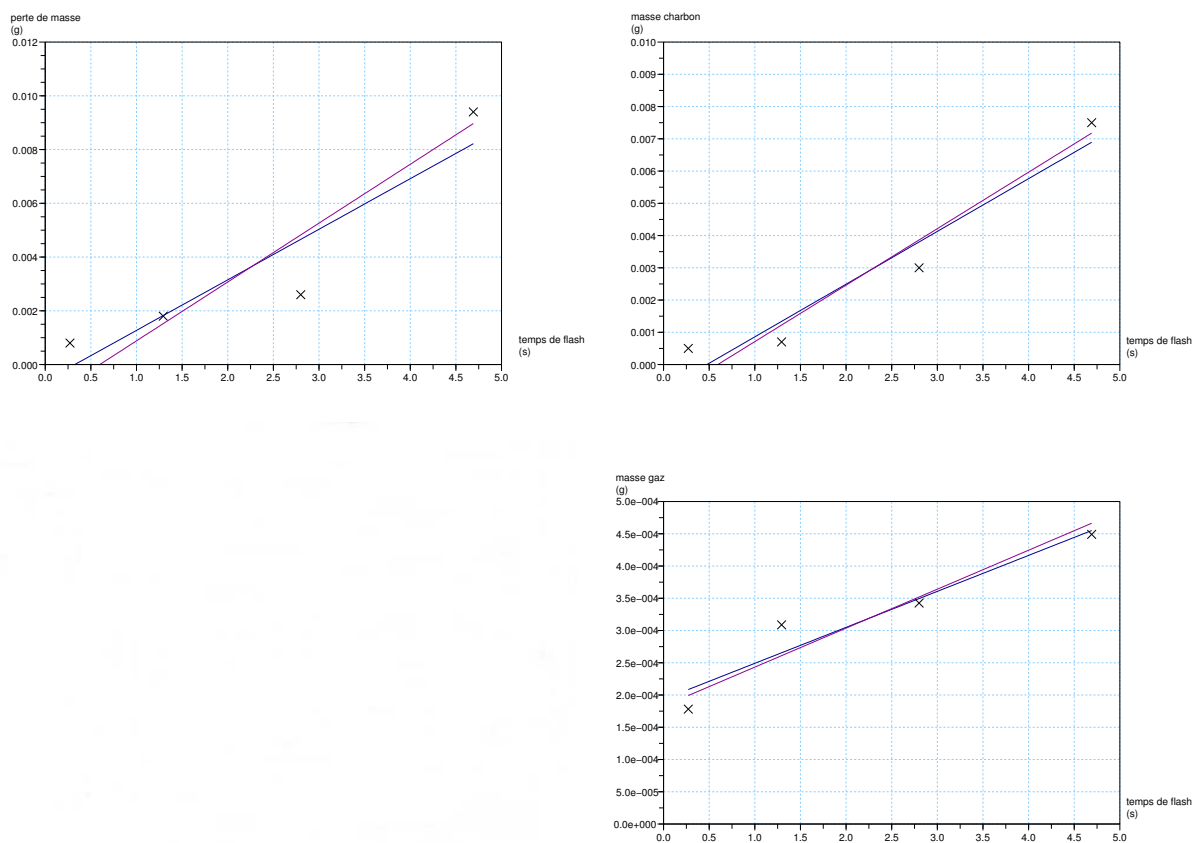 perte de masse
(g)
0.012
0.010
0.008
0.006
0.004
0.002
0.000
0.0 0.5 1.0 1.5 2.0 2.5 3.0 3.5 4.0 4.5 5.0
temps de flash
(s)
masse charbon
(g)
0.010
0.009
0.008
0.007
0.006
0.005
0.004
0.003
0.002
0.001
0.000
0.0 0.5 1.0 1.5 2.0 2.5 3.0 3.5 4.0 4.5 5.0
temps de flash
(s)
masse gaz
(g)
5.0e−004
4.5e−004
4.0e−004
3.5e−004
3.0e−004
2.5e−004
2.0e−004
1.5e−004
1.0e−004
5.0e−005
0.0e+000
0.0 0.5 1.0 1.5 2.0 2.5 3.0 3.5 4.0 4.5 5.0
temps de flash
(s)